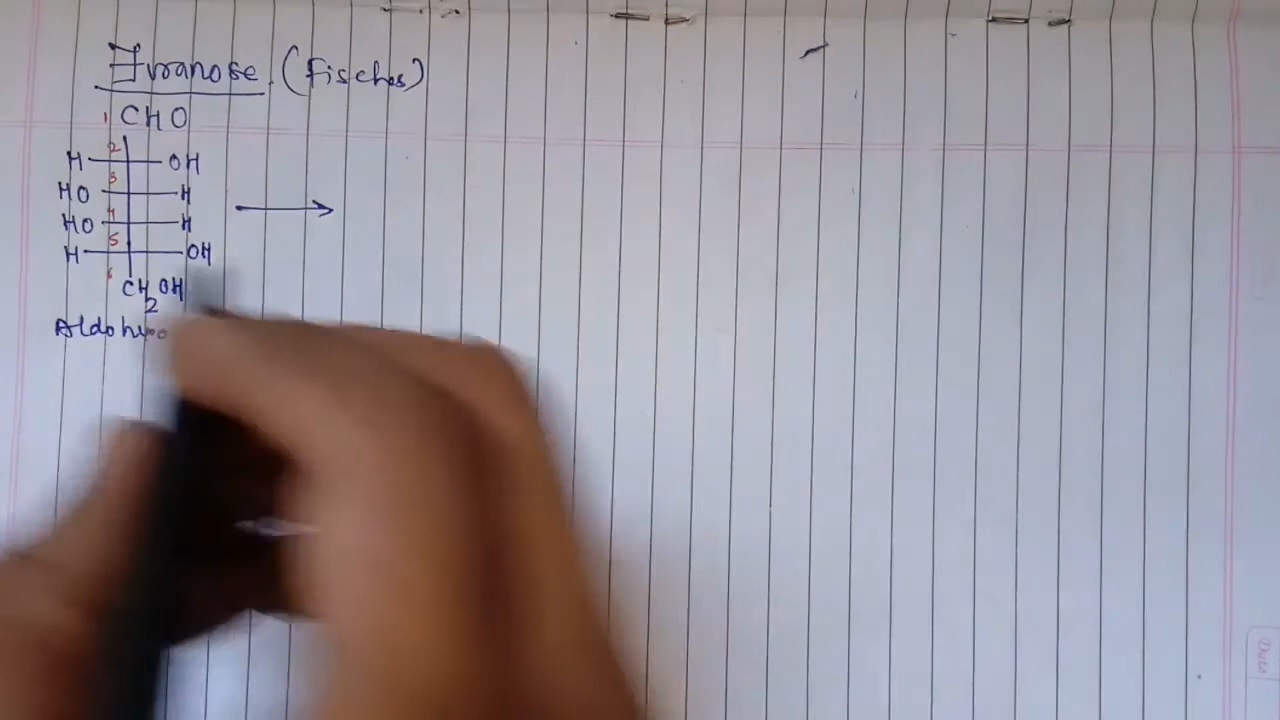 Furanose (Fischer)
1 CHO
2 H OH
3 HO H
4 HO H
5 H OH
6 CH2OH